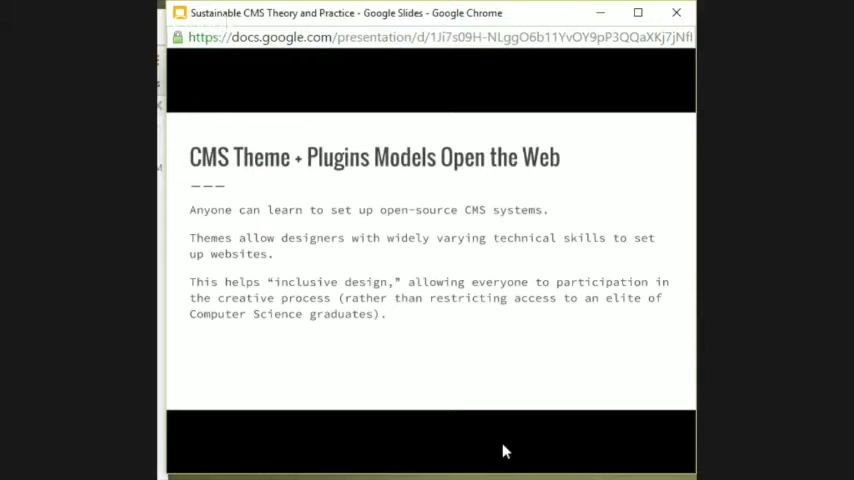 Sustainable CMS Theory and Practice - Google Slides - Google Chrome
https://docs.google.com/presentation/d/1Ji7s09H-NLggO6b11YvOY9pP3QQaXKj7jNfl
CMS Theme + Plugins Models Open the Web
Anyone can learn to set up open-source CMS systems.
Themes allow designers with widely varying technical skills to set
up websites.
This helps “inclusive design,” allowing everyone to participation in
the creative process (rather than restricting access to an elite of
Computer Science graduates).